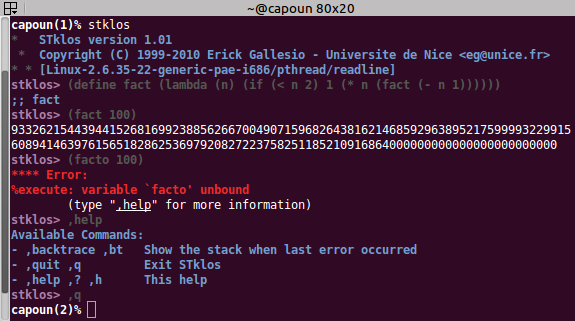 ~@capoun 80x20
capoun(1)% stklos
*   STklos version 1.01
 *  Copyright (C) 1999-2010 Erick Gallesio - Universite de Nice <eg@unice.fr>
* * [Linux-2.6.35-22-generic-pae-i686/pthread/readline]
stklos> (define fact (lambda (n) (if (< n 2) 1 (* n (fact (- n 1))))))
;; fact
stklos> (fact 100)
93326215443944152681699238856266700490715968264381621468592963895217599993229915
608941463976156518286253697920827223758251185210916864000000000000000000000000
stklos> (facto 100)
**** Error:
%execute: variable `facto' unbound
        (type ",help" for more information)
stklos> ,help
Available Commands:
- ,backtrace ,bt   Show the stack when last error occurred
- ,quit ,q         Exit STklos
- ,help ,? ,h      This help
stklos> ,q
capoun(2)%